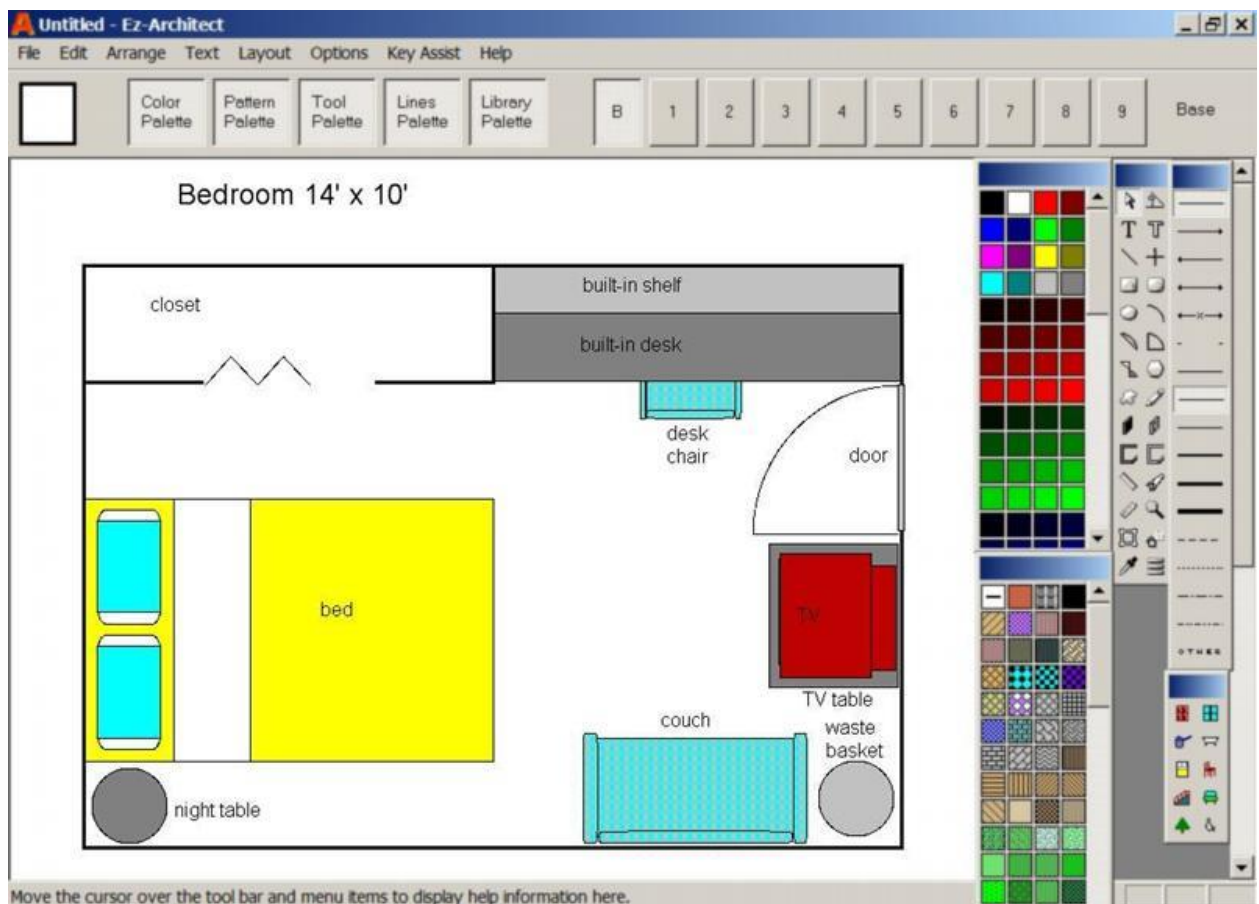 Untitled - Ez-Architect
File Edit Arrange Text Layout Options Key Assist Help
Color Palette
Pattern Palette
Tool Palette
Lines Palette
Library Palette
B 1 2 3 4 5 6 7 8 9 Base
Bedroom 14' x 10'
closet
built-in shelf
built-in desk
desk
chair
door
bed
TV
TV table
couch
waste
basket
night table
T T
OTHER
Move the cursor over the tool bar and menu items to display help information here.